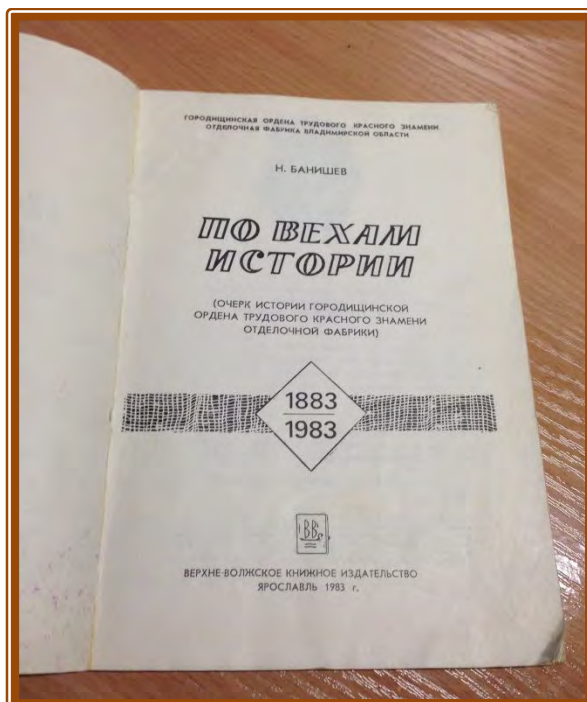 ГОРОДИЩИНСКАЯ ОРДЕНА ТРУДОВОГО КРАСНОГО ЗНАМЕНИ
ОТДЕЛОЧНАЯ ФАБРИКА ВЛАДИМИРСКОЙ ОБЛАСТИ
Н. БАНИШЕВ
ПО ВЕХАМ
ИСТОРИИ
(ОЧЕРК ИСТОРИИ ГОРОДИЩИНСКОЙ
ОРДЕНА ТРУДОВОГО КРАСНОГО ЗНАМЕНИ
ОТДЕЛОЧНОЙ ФАБРИКИ)
1883
1983
ВВ
ВЕРХНЕ-ВОЛЖСКОЕ КНИЖНОЕ ИЗДАТЕЛЬСТВО
ЯРОСЛАВЛЬ 1983 г.